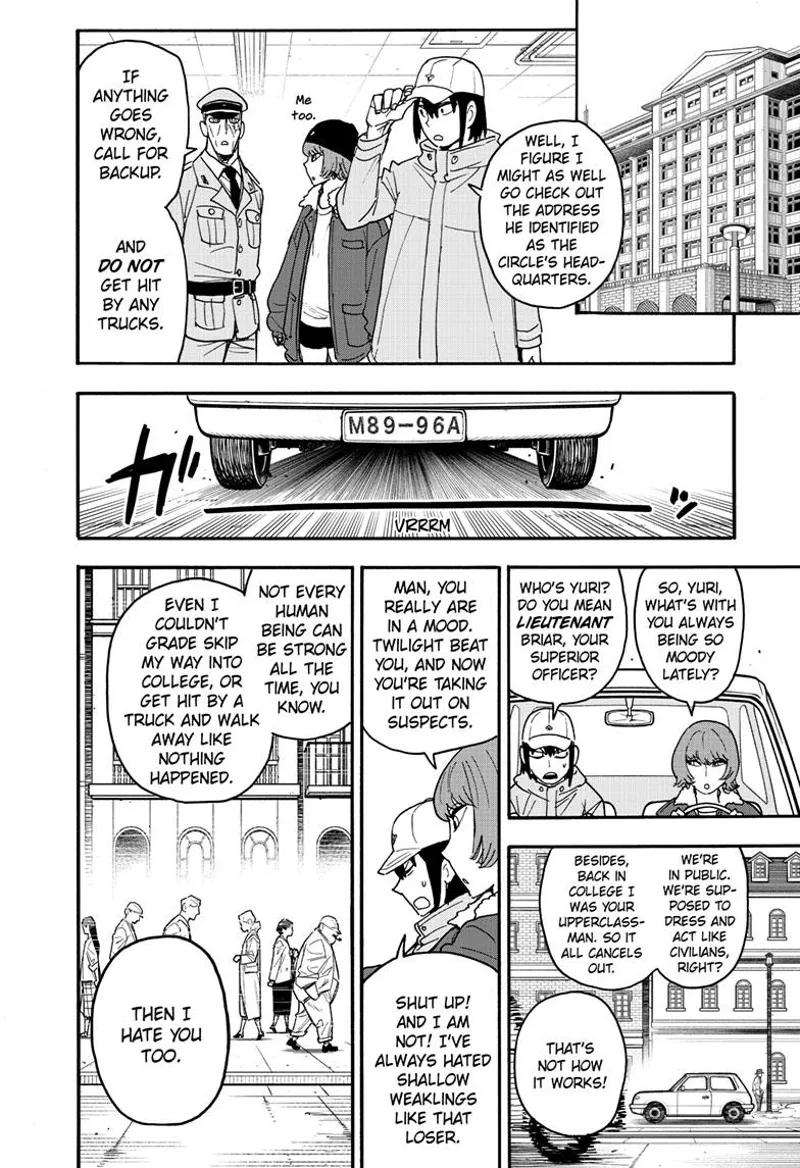 WELL, I
FIGURE I
MIGHT AS WELL
GO CHECK OUT
THE ADDRESS
HE IDENTIFIED
AS THE
CIRCLE'S HEAD-
QUARTERS.
Me
too.
IF
ANYTHING
GOES
WRONG,
CALL FOR
BACKUP.
AND
DO NOT
GET HIT
BY ANY
TRUCKS.
M89-96A
ガッ
VRRRM
SO, YURI,
WHAT'S WITH
YOU ALWAYS
BEING SO
MOODY
LATELY?
WHO'S YURI?
DO YOU MEAN
LIEUTENANT
BRIAR, YOUR
SUPERIOR
OFFICER?
WE'RE
IN PUBLIC.
WE'RE SUP-
POSED TO
DRESS AND
ACT LIKE
CIVILIANS,
RIGHT?
BESIDES,
BACK IN
COLLEGE I
WAS YOUR
UPPERCLASS-
MAN. SO IT
ALL CANCELS
OUT.
THAT'S
NOT HOW
IT WORKS!
MAN, YOU
REALLY ARE
IN A MOOD.
TWILIGHT BEAT
YOU, AND NOW
YOU'RE TAKING
IT OUT ON
SUSPECTS.
SHUT UP!
AND I AM
NOT! I'VE
ALWAYS HATED
SHALLOW
WEAKLINGS
LIKE THAT
LOSER.
NOT EVERY
HUMAN
BEING CAN
BE STRONG
ALL THE
TIME, YOU
KNOW.
EVEN I
COULDN'T
GRADE SKIP
MY WAY INTO
COLLEGE, OR
GET HIT BY A
TRUCK AND WALK
AWAY LIKE
NOTHING
HAPPENED.
THEN I
HATE YOU
TOO.